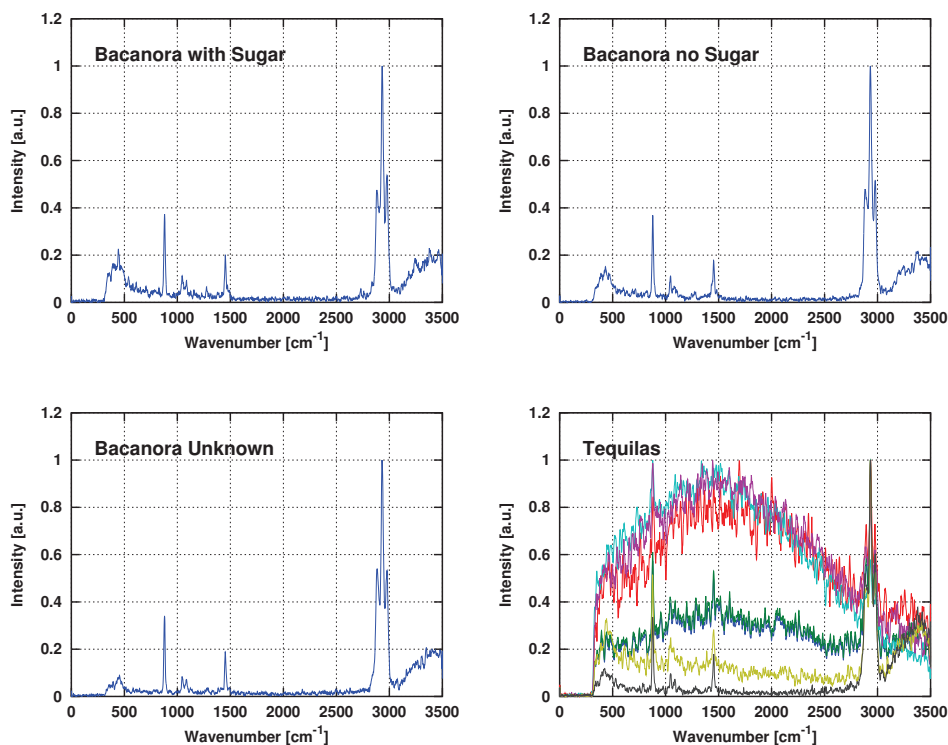 Bacanora with Sugar
Intensity [a.u.]
1.2
1
0.8
0.6
0.4
0.2
0
0 500 1000 1500 2000 2500 3000 3500
Wavenumber [cm⁻¹]
Bacanora no Sugar
Intensity [a.u.]
1.2
1
0.8
0.6
0.4
0.2
0
0 500 1000 1500 2000 2500 3000 3500
Wavenumber [cm⁻¹]
Bacanora Unknown
Intensity [a.u.]
1.2
1
0.8
0.6
0.4
0.2
0
0 500 1000 1500 2000 2500 3000 3500
Wavenumber [cm⁻¹]
Tequilas
Intensity [a.u.]
1.2
1
0.8
0.6
0.4
0.2
0
0 500 1000 1500 2000 2500 3000 3500
Wavenumber [cm⁻¹]